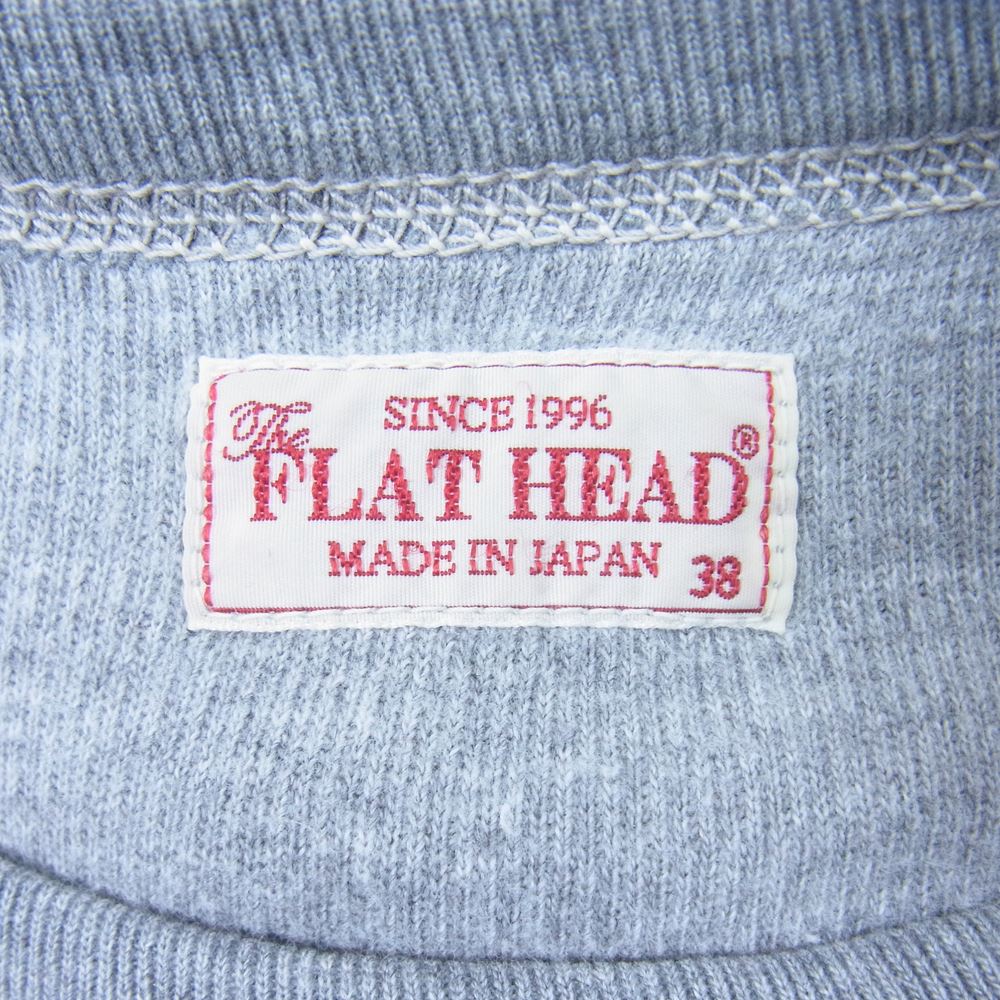 SINCE 1996
The
FLAT HEAD®
MADE IN JAPAN
38